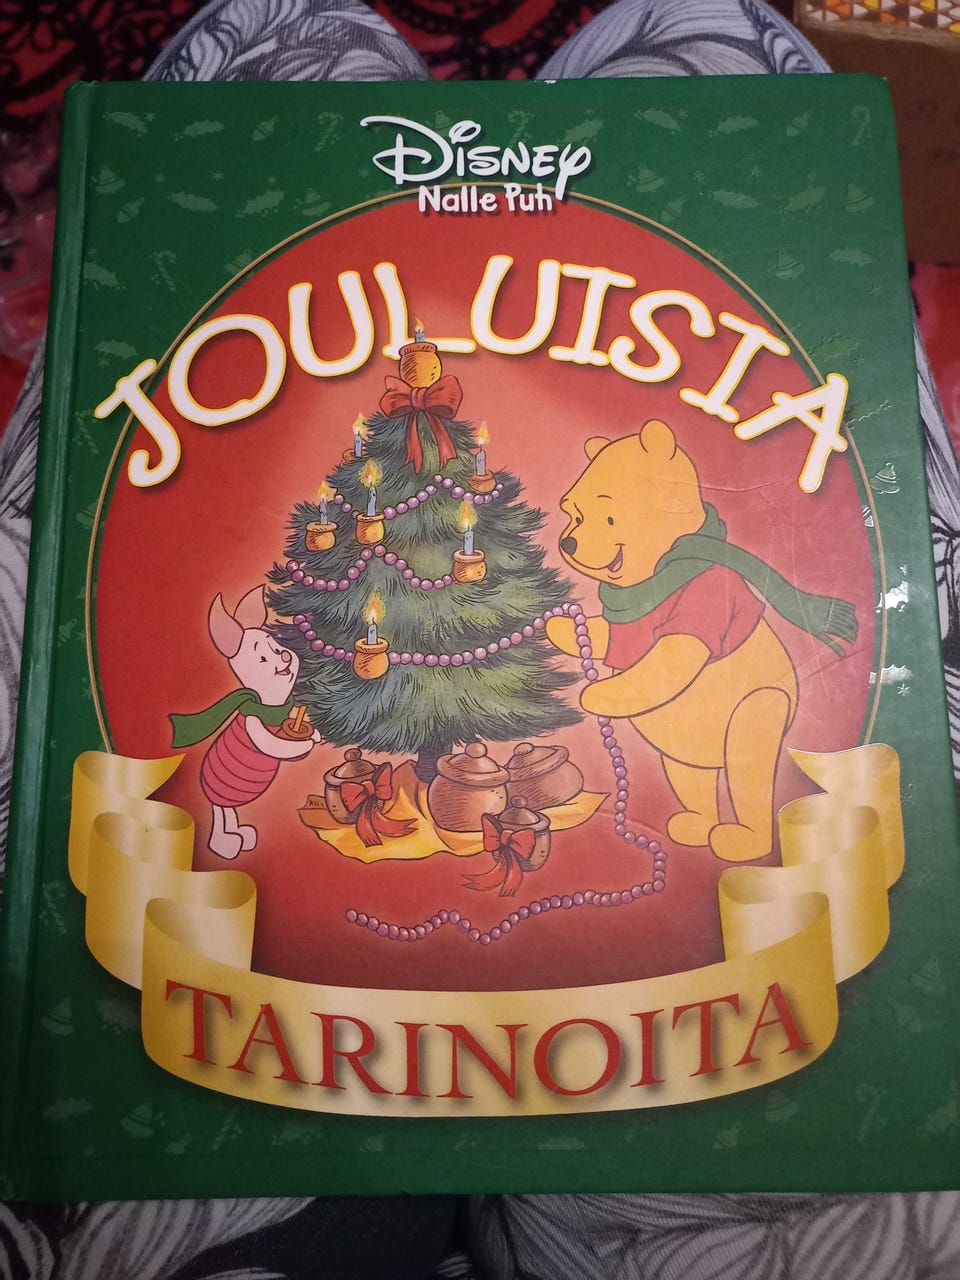 Disney
Nalle Puh
JOULUISIA
TARINOITA